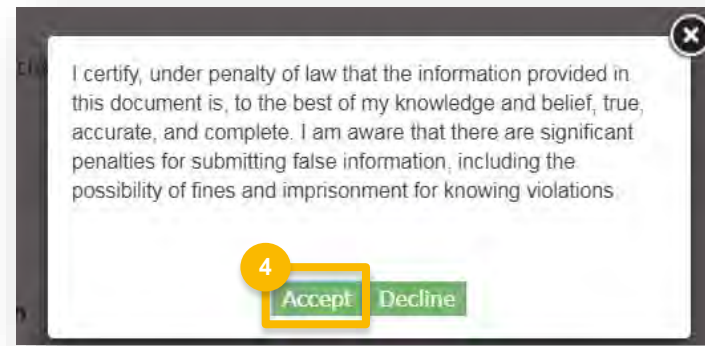 I certify, under penalty of law that the information provided in
this document is, to the best of my knowledge and belief, true,
accurate, and complete. I am aware that there are significant
penalties for submitting false information, including the
possibility of fines and imprisonment for knowing violations
4
Accept Decline